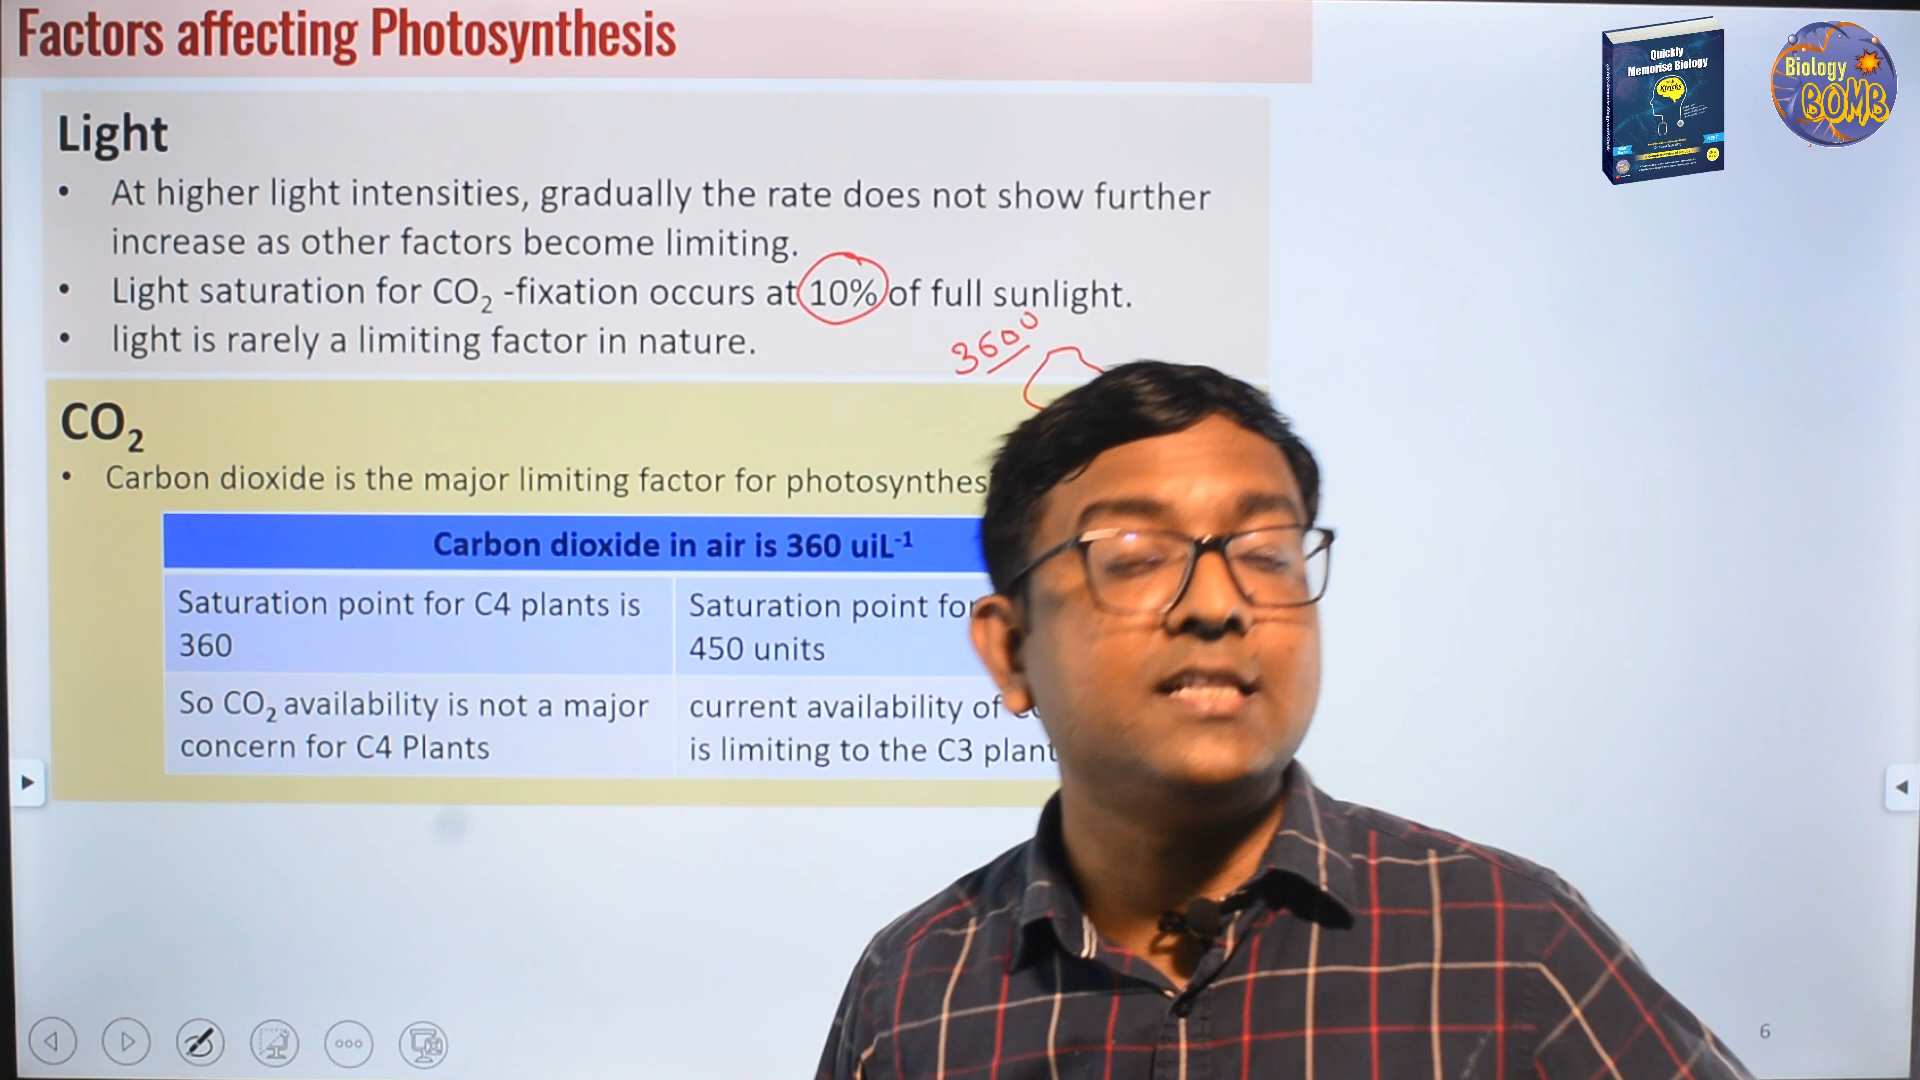 Factors affecting Photosynthesis
Quickly
Memorise Biology
Biology
BOMB
Light
• At higher light intensities, gradually the rate does not show further
increase as other factors become limiting.
• Light saturation for CO2 -fixation occurs at 10% of full sunlight.
• light is rarely a limiting factor in nature.
360
CO2
• Carbon dioxide is the major limiting factor for
Carbon dioxide in air is 360 uiL-1
Saturation point for C4 plants is
360
Saturation point for
450 units
So CO2 availability is not a major
concern for C4 Plants
current availability of
is limiting to the C3
6